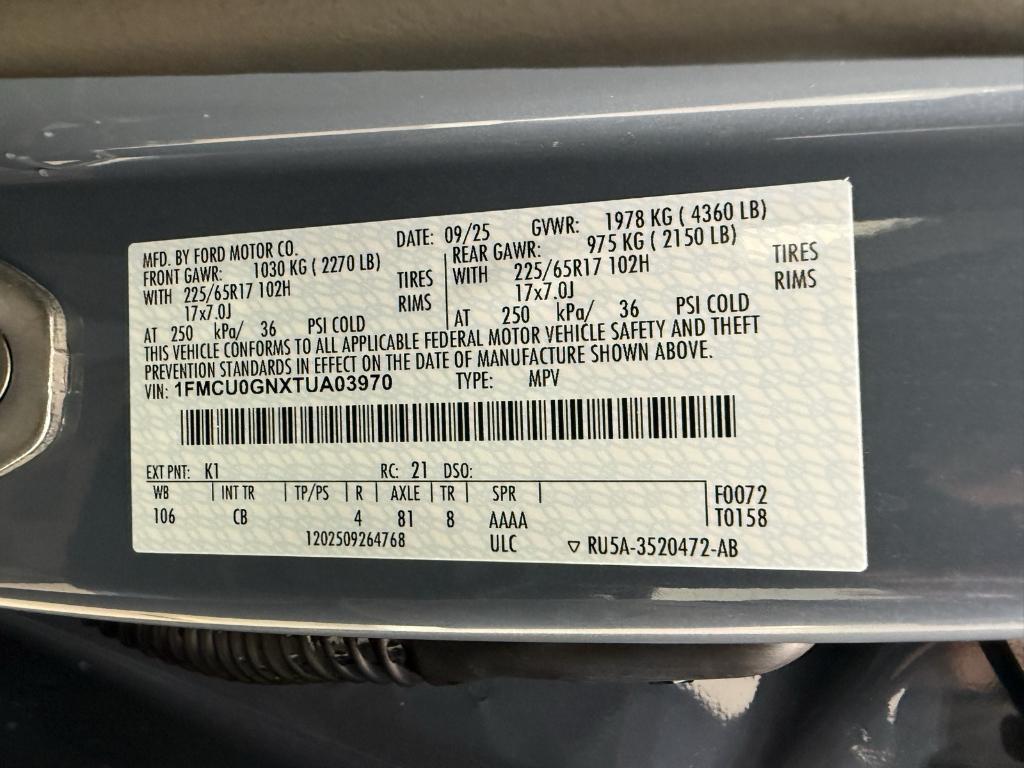 MFD. BY FORD MOTOR CO. DATE: 09/25 GVWR: 1978 KG ( 4360 LB)
FRONT GAWR: 1030 KG ( 2270 LB) REAR GAWR: 975 KG ( 2150 LB)
WITH 225/65R17 102H TIRES WITH 225/65R17 102H TIRES
17x7.0J RIMS 17x7.0J RIMS
AT 250 kPa/ 36 PSI COLD AT 250 kPa/ 36 PSI COLD
THIS VEHICLE CONFORMS TO ALL APPLICABLE FEDERAL MOTOR VEHICLE SAFETY AND THEFT
PREVENTION STANDARDS IN EFFECT ON THE DATE OF MANUFACTURE SHOWN ABOVE.
VIN: 1FMCU0GNXTUA03970 TYPE: MPV
EXT PNT: K1 RC: 21 DSO:
WB INT TR TP/PS R AXLE TR SPR F0072
106 CB 4 81 8 AAAA T0158
1202509264768 ULC ▽ RU5A-3520472-AB